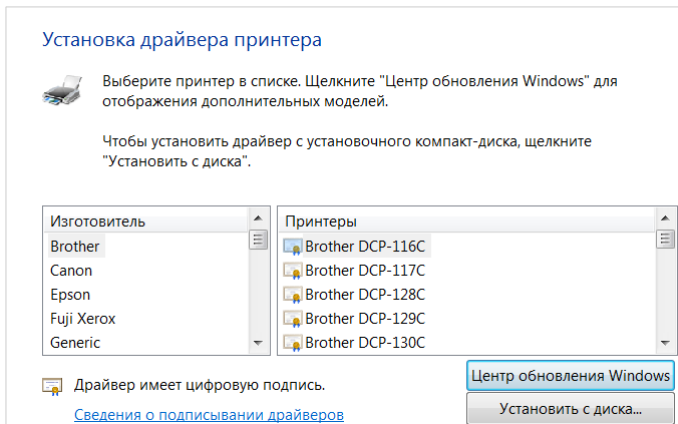 Установка драйвера принтера
Выберите принтер в списке. Щелкните "Центр обновления Windows" для
отображения дополнительных моделей.
Чтобы установить драйвер с установочного компакт-диска, щелкните
"Установить с диска".
Изготовитель
Brother
Canon
Epson
Fuji Xerox
Generic
Принтеры
Brother DCP-116C
Brother DCP-117C
Brother DCP-128C
Brother DCP-129C
Brother DCP-130C
Драйвер имеет цифровую подпись.
Сведения о подписывании драйверов
Центр обновления Windows
Установить с диска...